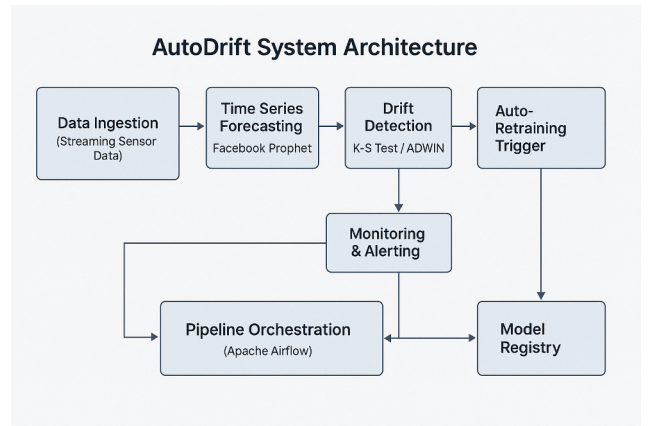 AutoDrift System Architecture
Data Ingestion
(Streaming Sensor
Data)
Time Series
Forecasting
Facebook Prophet
Drift
Detection
K-S Test / ADWIN
Auto-
Retraining
Trigger
Monitoring
& Alerting
Pipeline Orchestration
(Apache Airflow)
Model
Registry